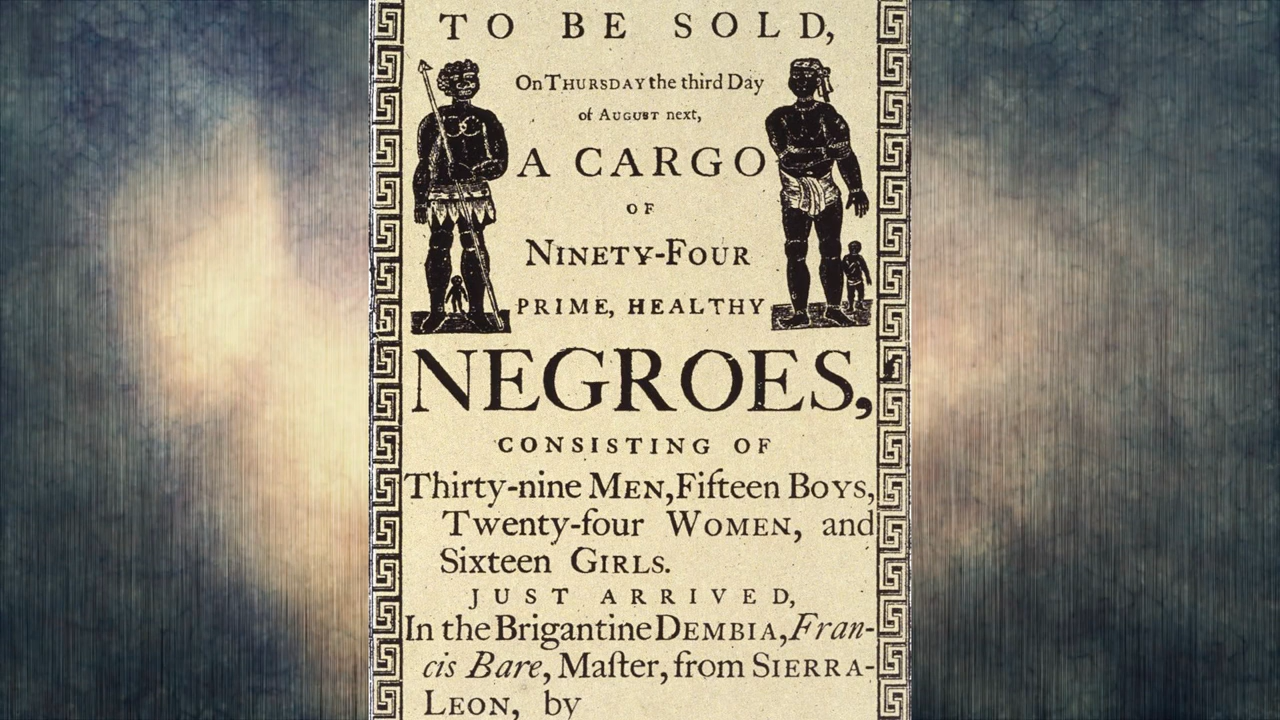 TO BE SOLD,
On THURSDAY the third Day
of AUGUST next,
A CARGO
OF
NINETY-FOUR
PRIME, HEALTHY
NEGROES,
CONSISTING OF
Thirty-nine MEN, Fifteen BOYS,
Twenty-four WOMEN, and
Sixteen GIRLS.
JUST ARRIVED,
In the Brigantine DEMBIA, Fran-
cis Bare, Maſter, from SIERRA-
LEON, by